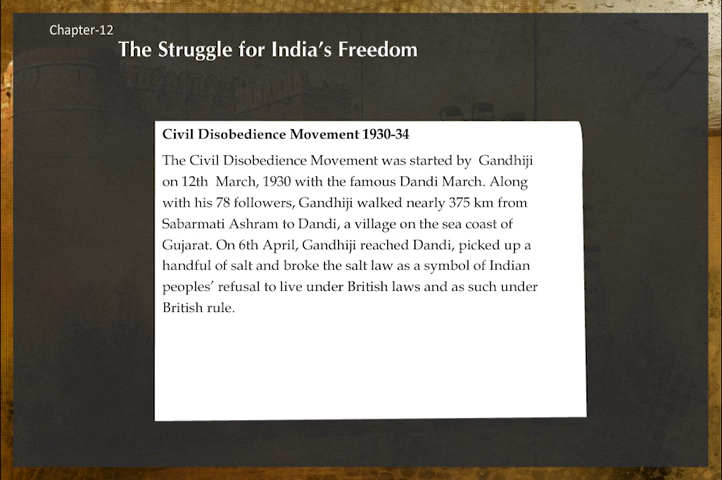 Chapter-12
The Struggle for India's Freedom
Civil Disobedience Movement 1930-34
The Civil Disobedience Movement was started by Gandhiji
on 12th March, 1930 with the famous Dandi March. Along
with his 78 followers, Gandhiji walked nearly 375 km from
Sabarmati Ashram to Dandi, a village on the sea coast of
Gujarat. On 6th April, Gandhiji reached Dandi, picked up a
handful of salt and broke the salt law as a symbol of Indian
peoples' refusal to live under British laws and as such under
British rule.